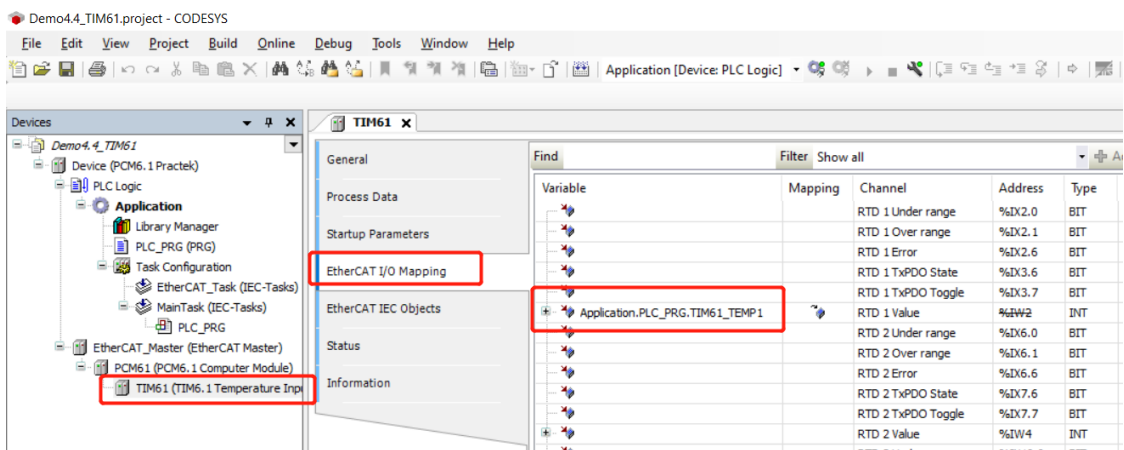 Demo4.4_TIM61.project - CODESYS
File Edit View Project Build Online Debug Tools Window Help
Application [Device: PLC Logic]
Devices
TIM61
Demo4.4_TIM61
Device (PCM6.1 Practek)
PLC Logic
Application
Library Manager
PLC_PRG (PRG)
Task Configuration
EtherCAT_Task (IEC-Tasks)
MainTask (IEC-Tasks)
PLC_PRG
EtherCAT_Master (EtherCAT Master)
PCM61 (PCM6.1 Computer Module)
TIM61 (TIM6.1 Temperature Inp
General
Process Data
Startup Parameters
EtherCAT I/O Mapping
EtherCAT IEC Objects
Status
Information
Find Filter Show all
Variable Mapping Channel Address Type
RTD 1 Under range %IX2.0 BIT
RTD 1 Over range %IX2.1 BIT
RTD 1 Error %IX2.6 BIT
RTD 1 TxPDO State %IX3.6 BIT
RTD 1 TxPDO Toggle %IX3.7 BIT
Application.PLC_PRG.TIM61_TEMP1 RTD 1 Value %IW2 INT
RTD 2 Under range %IX6.0 BIT
RTD 2 Over range %IX6.1 BIT
RTD 2 Error %IX6.6 BIT
RTD 2 TxPDO State %IX7.6 BIT
RTD 2 TxPDO Toggle %IX7.7 BIT
RTD 2 Value %IW4 INT